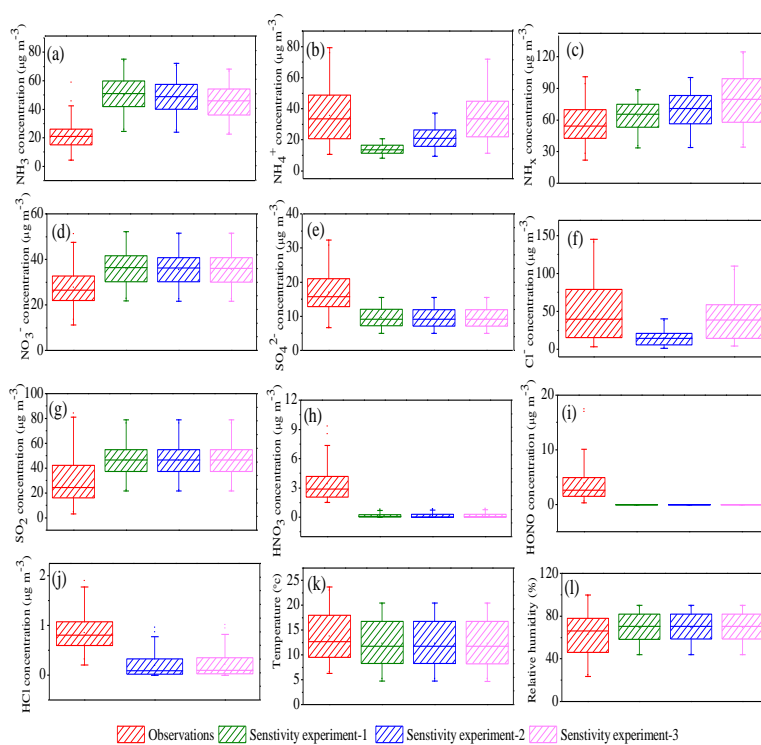 (a)
NH3 concentration (μg m-3)
80
60
40
20
0
(b)
NH4+ concentration (μg m-3)
80
60
40
20
0
(c)
NHx concentration (μg m-3)
120
90
60
30
0
(d)
NO3- concentration (μg m-3)
60
40
20
0
(e)
SO42- concentration (μg m-3)
40
30
20
10
0
(f)
Cl- concentration (μg m-3)
150
100
50
0
(g)
SO2 concentration (μg m-3)
100
80
60
40
20
0
(h)
HNO3 concentration (μg m-3)
12
9
6
3
0
(i)
HONO concentration (μg m-3)
20
10
0
(j)
HCl concentration (μg m-3)
2
1
0
(k)
Temperature (°c)
25
20
15
10
5
0
(l)
Relative humidity (%)
120
80
40
0
Observations Senstivity experiment-1 Senstivity experiment-2 Senstivity experiment-3